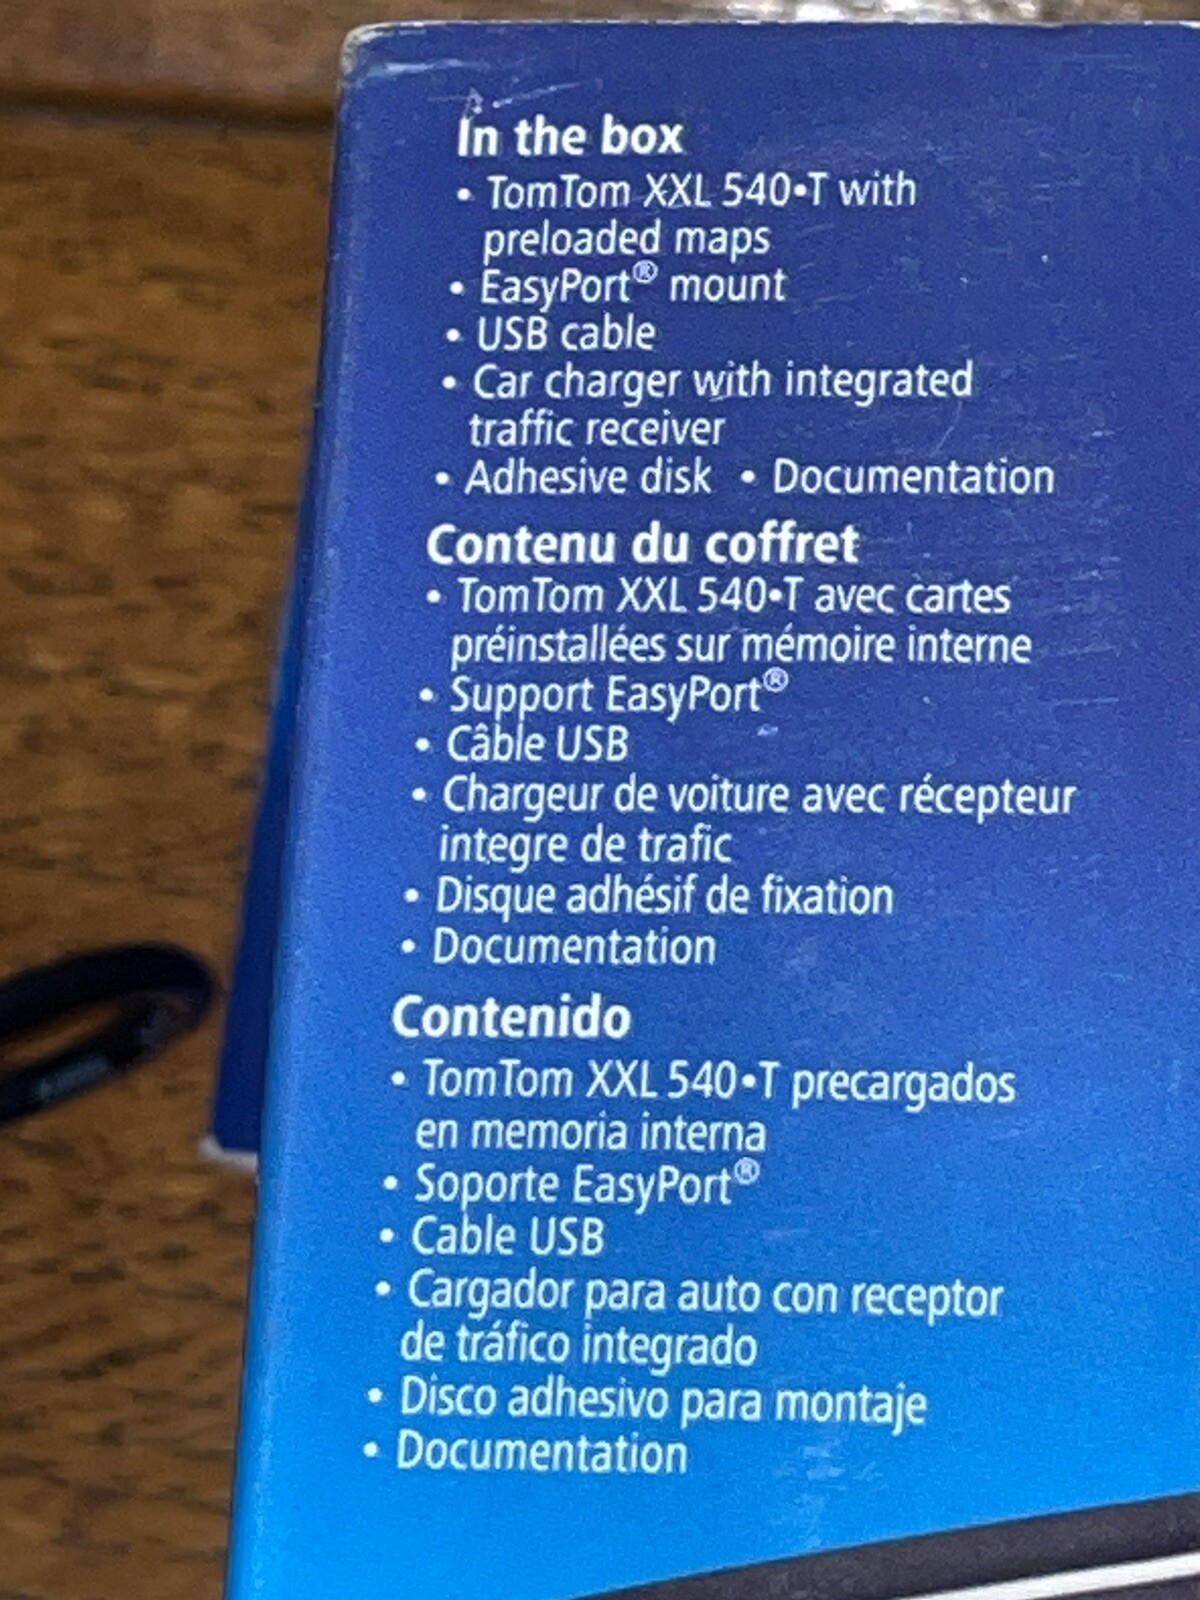 In the box
• TomTom XXL 540•T with
preloaded maps
• EasyPort® mount
• USB cable
• Car charger with integrated
traffic receiver
• Adhesive disk • Documentation
Contenu du coffret
• TomTom XXL 540•T avec cartes
préinstallées sur mémoire interne
• Support EasyPort®
• Câble USB
• Chargeur de voiture avec récepteur
integre de trafic
• Disque adhésif de fixation
• Documentation
Contenido
• TomTom XXL 540•T precargados
en memoria interna
• Soporte EasyPort®
• Cable USB
• Cargador para auto con receptor
de tráfico integrado
• Disco adhesivo para montaje
• Documentation